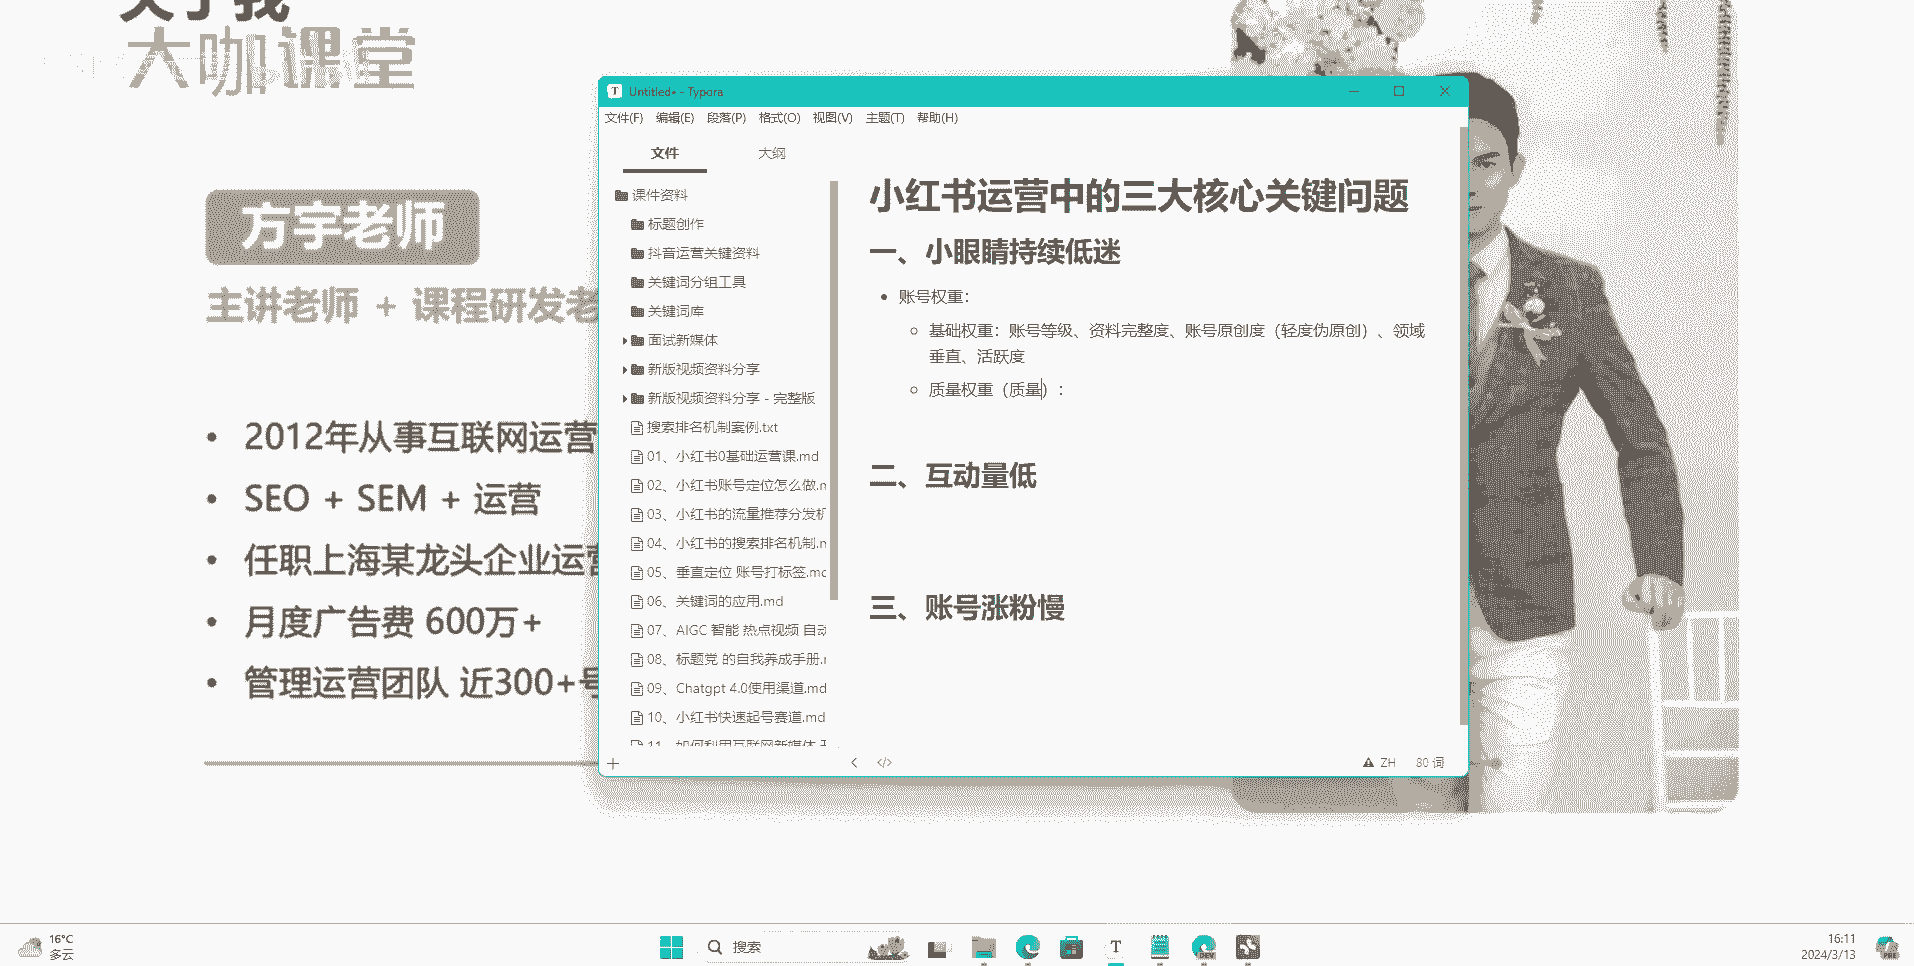 大咖课堂
方宇老师
主讲老师 + 课程研发老
• 2012年从事互联网运营
• SEO + SEM + 运营
• 任职上海某龙头企业运营
• 月度广告费 600万+
• 管理运营团队 近300+号
Untitled• - Typora
文件(F) 编辑(E) 段落(P) 格式(O) 视图(V) 主题(T) 帮助(H)
文件 大纲
课件资料
标题创作
抖音运营关键资料
关键词分组工具
关键词库
面试新媒体
新版视频资料分享
新版视频资料分享 - 完整版
搜索排名机制案例.txt
01、小红书0基础运营课.md
02、小红书账号定位怎么做.m
03、小红书的流量推荐分发机
04、小红书的搜索排名机制.m
05、垂直定位 账号打标签.md
06、关键词的应用.md
07、AIGC 智能 热点视频 自动
08、标题党 的自我养成手册.m
09、Chatgpt 4.0使用渠道.md
10、小红书快速起号赛道.md
11、如何利用互联网新媒体
小红书运营中的三大核心关键问题
一、小眼睛持续低迷
• 账号权重：
○ 基础权重：账号等级、资料完整度、账号原创度（轻度伪原创）、领域
垂直、活跃度
○ 质量权重（质量）：
二、互动量低
三、账号涨粉慢
ZH 80 词
16°C
多云
搜索
DEV
16:11
2024/3/13
PRE